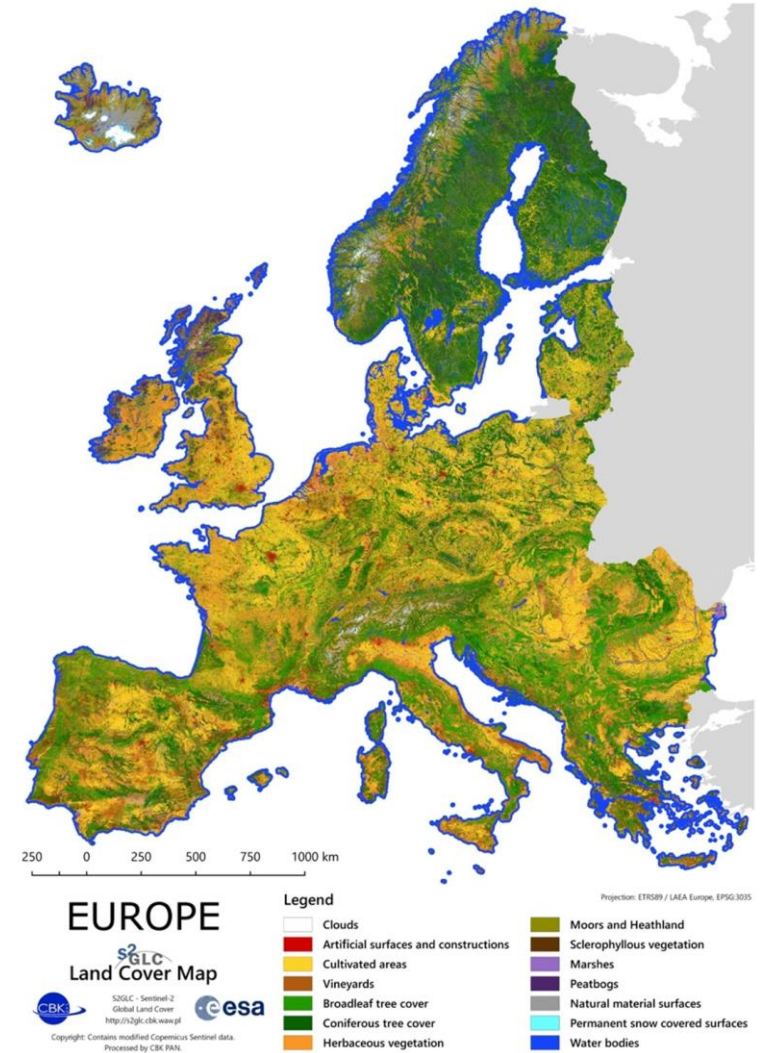 250 0 250 500 750 1000 km
EUROPE
S2GLC
Land Cover Map
CBK
S2GLC - Sentinel-2
Global Land Cover
http://s2glc.cbk.waw.pl
esa
Copyright: Contains modified Copernicus Sentinel data.
Processed by CBK PAN.
Legend
Projection: ETRS89 / LAEA Europe, EPSG:3035
Clouds
Artificial surfaces and constructions
Cultivated areas
Vineyards
Broadleaf tree cover
Coniferous tree cover
Herbaceous vegetation
Moors and Heathland
Sclerophyllous vegetation
Marshes
Peatbogs
Natural material surfaces
Permanent snow covered surfaces
Water bodies